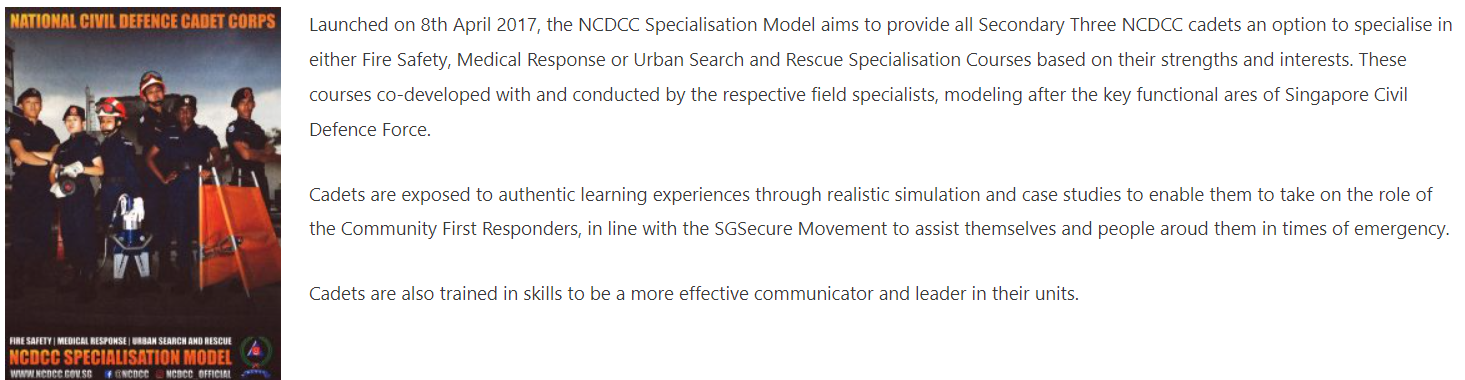 NATIONAL CIVIL DEFENCE CADET CORPS
FIRE SAFETY | MEDICAL RESPONSE | URBAN SEARCH AND RESCUE
NCDCC SPECIALISATION MODEL
WWW.NCDCC.GOV.SG f @NCDCC NCDCC_OFFICIAL
Launched on 8th April 2017, the NCDCC Specialisation Model aims to provide all Secondary Three NCDCC cadets an option to specialise in
either Fire Safety, Medical Response or Urban Search and Rescue Specialisation Courses based on their strengths and interests. These
courses co-developed with and conducted by the respective field specialists, modeling after the key functional ares of Singapore Civil
Defence Force.
Cadets are exposed to authentic learning experiences through realistic simulation and case studies to enable them to take on the role of
the Community First Responders, in line with the SGSecure Movement to assist themselves and people aroud them in times of emergency.
Cadets are also trained in skills to be a more effective communicator and leader in their units.